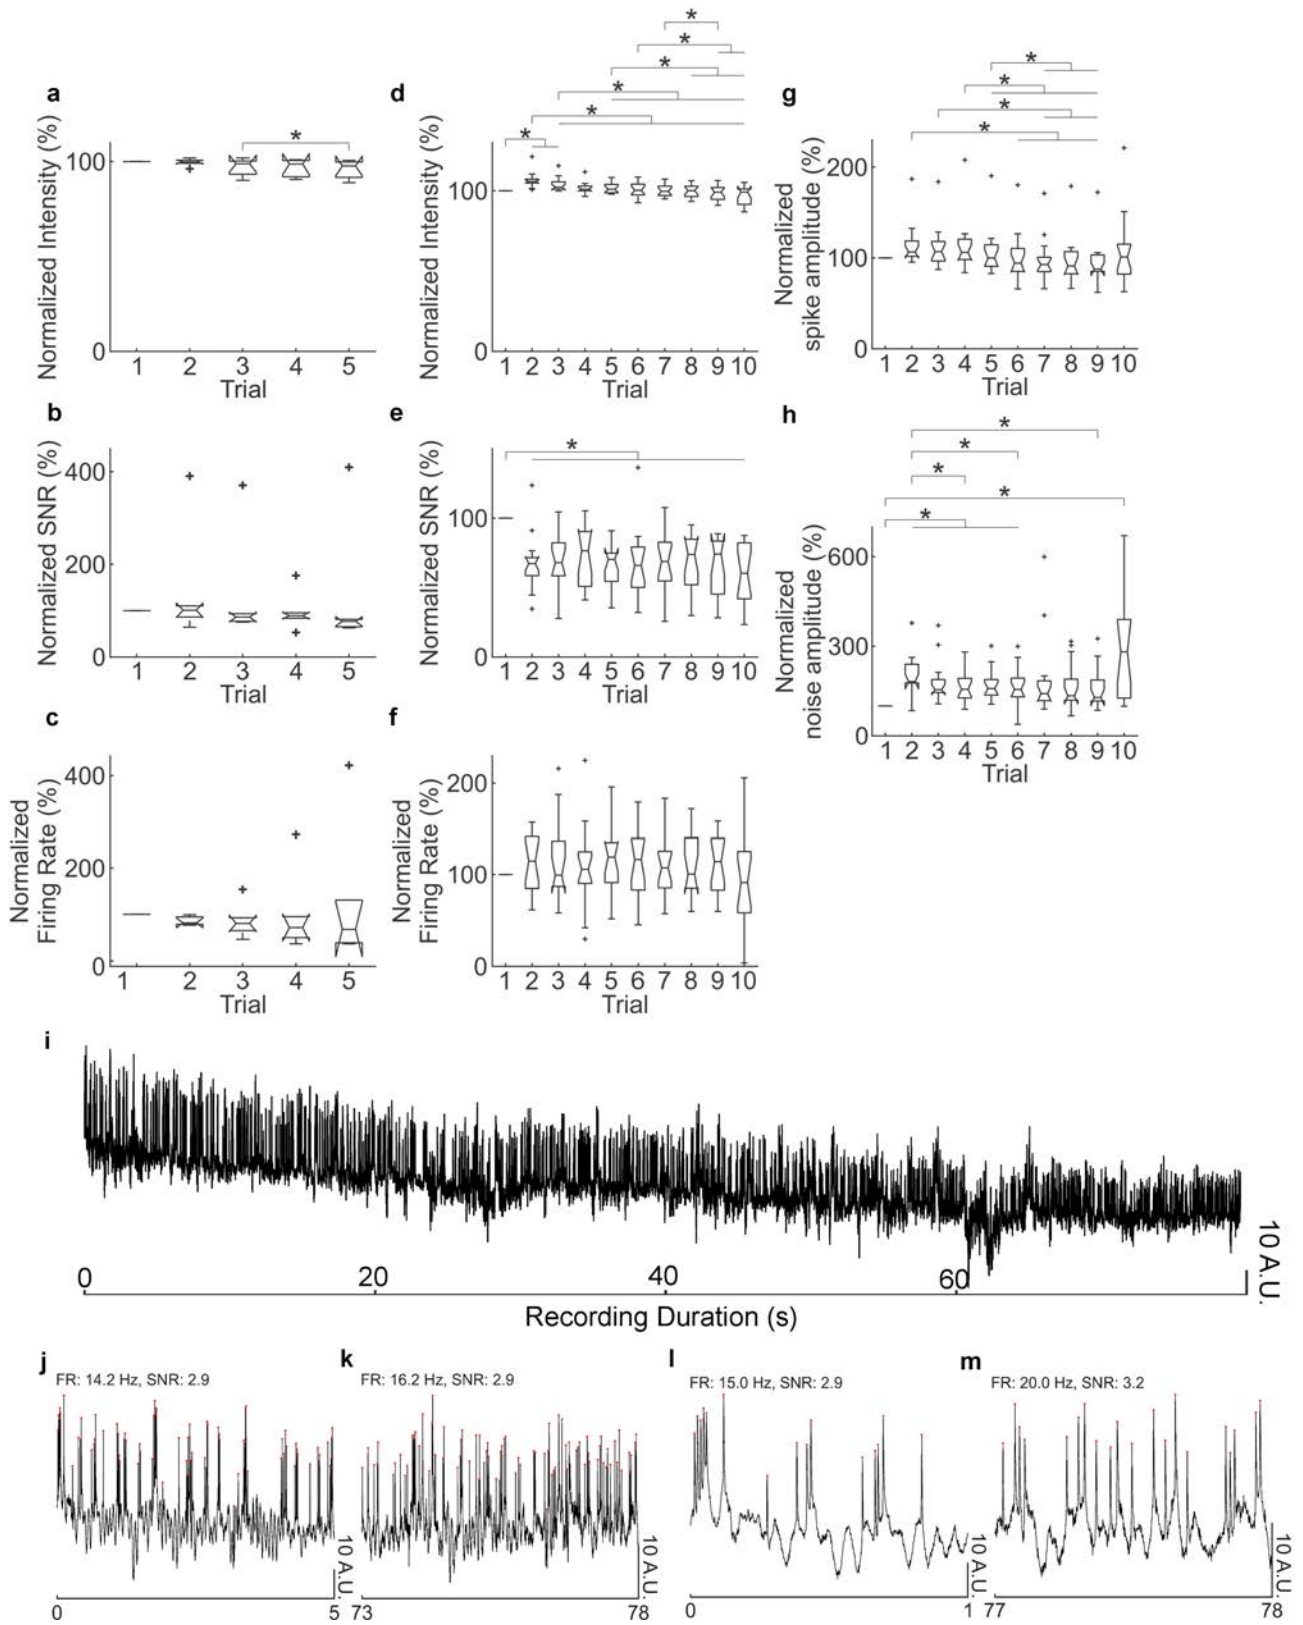 a
Normalized Intensity (%)
100
0
1 2 3 4 5
Trial
*
b
Normalized SNR (%)
400
200
0
1 2 3 4 5
Trial
c
Normalized
Firing Rate (%)
400
200
0
1 2 3 4 5
Trial
d
Normalized Intensity (%)
100
0
1 2 3 4 5 6 7 8 9 10
Trial
*
*
*
*
*
*
e
Normalized SNR (%)
100
0
1 2 3 4 5 6 7 8 9 10
Trial
*
f
Normalized
Firing Rate (%)
200
100
0
1 2 3 4 5 6 7 8 9 10
Trial
g
Normalized
spike amplitude (%)
200
100
0
1 2 3 4 5 6 7 8 9 10
Trial
*
*
*
*
h
Normalized
noise amplitude (%)
600
300
0
1 2 3 4 5 6 7 8 9 10
Trial
*
*
*
*
*
i
0 20 40 60
Recording Duration (s)
10 A.U.
j
FR: 14.2 Hz, SNR: 2.9
10 A.U.
0 5
k
FR: 16.2 Hz, SNR: 2.9
10 A.U.
73 78
l
FR: 15.0 Hz, SNR: 2.9
10 A.U.
0 1
m
FR: 20.0 Hz, SNR: 3.2
10 A.U.
77 78